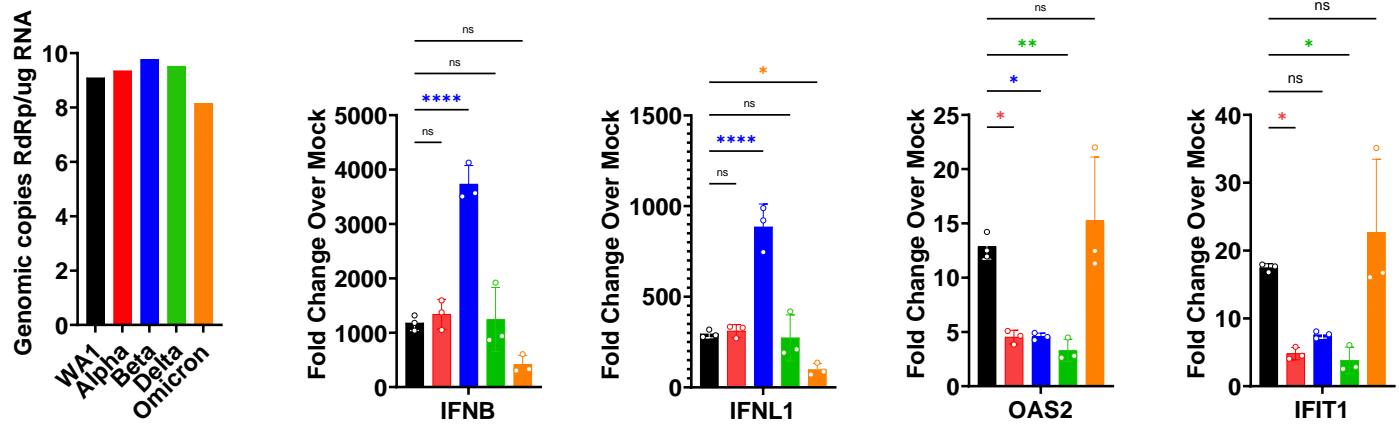 Genomic copies RdRp/ug RNA
10
8
6
4
2
0
WA1
Alpha
Beta
Delta
Omicron
ns
ns
****
ns
Fold Change Over Mock
5000
4000
3000
2000
1000
0
IFNB
*
ns
****
ns
Fold Change Over Mock
1500
1000
500
0
IFNL1
ns
**
*
*
Fold Change Over Mock
25
20
15
10
5
0
OAS2
ns
*
ns
*
Fold Change Over Mock
40
30
20
10
0
IFIT1